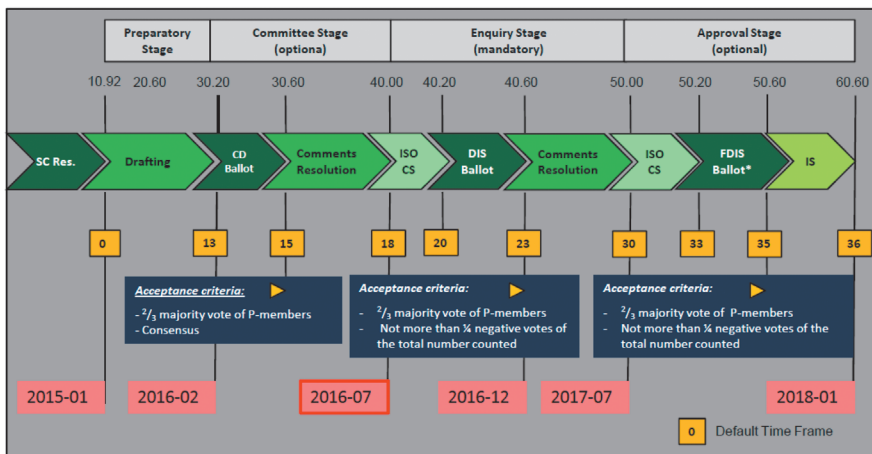 Preparatory
Stage
Committee Stage
(optiona)
Enquiry Stage
(mandatory)
Approval Stage
(optional)
10.92
20.60
30.20
30.60
40.00
40.20
40.60
50.00
50.20
50.60
60.60
SC Res.
Drafting
CD
Ballot
Comments
Resolution
ISO
CS
DIS
Ballot
Comments
Resolution
ISO
CS
FDIS
Ballot*
IS
0
13
15
18
20
23
30
33
35
36
Acceptance criteria:
- 2/3 majority vote of P-members
- Consensus
Acceptance criteria:
- 2/3 majority vote of P-members
- Not more than ¼ negative votes of
the total number counted
Acceptance criteria:
- 2/3 majority vote of P-members
- Not more than ¼ negative votes of the
total number counted
2015-01
2016-02
2016-07
2016-12
2017-07
2018-01
0 Default Time Frame